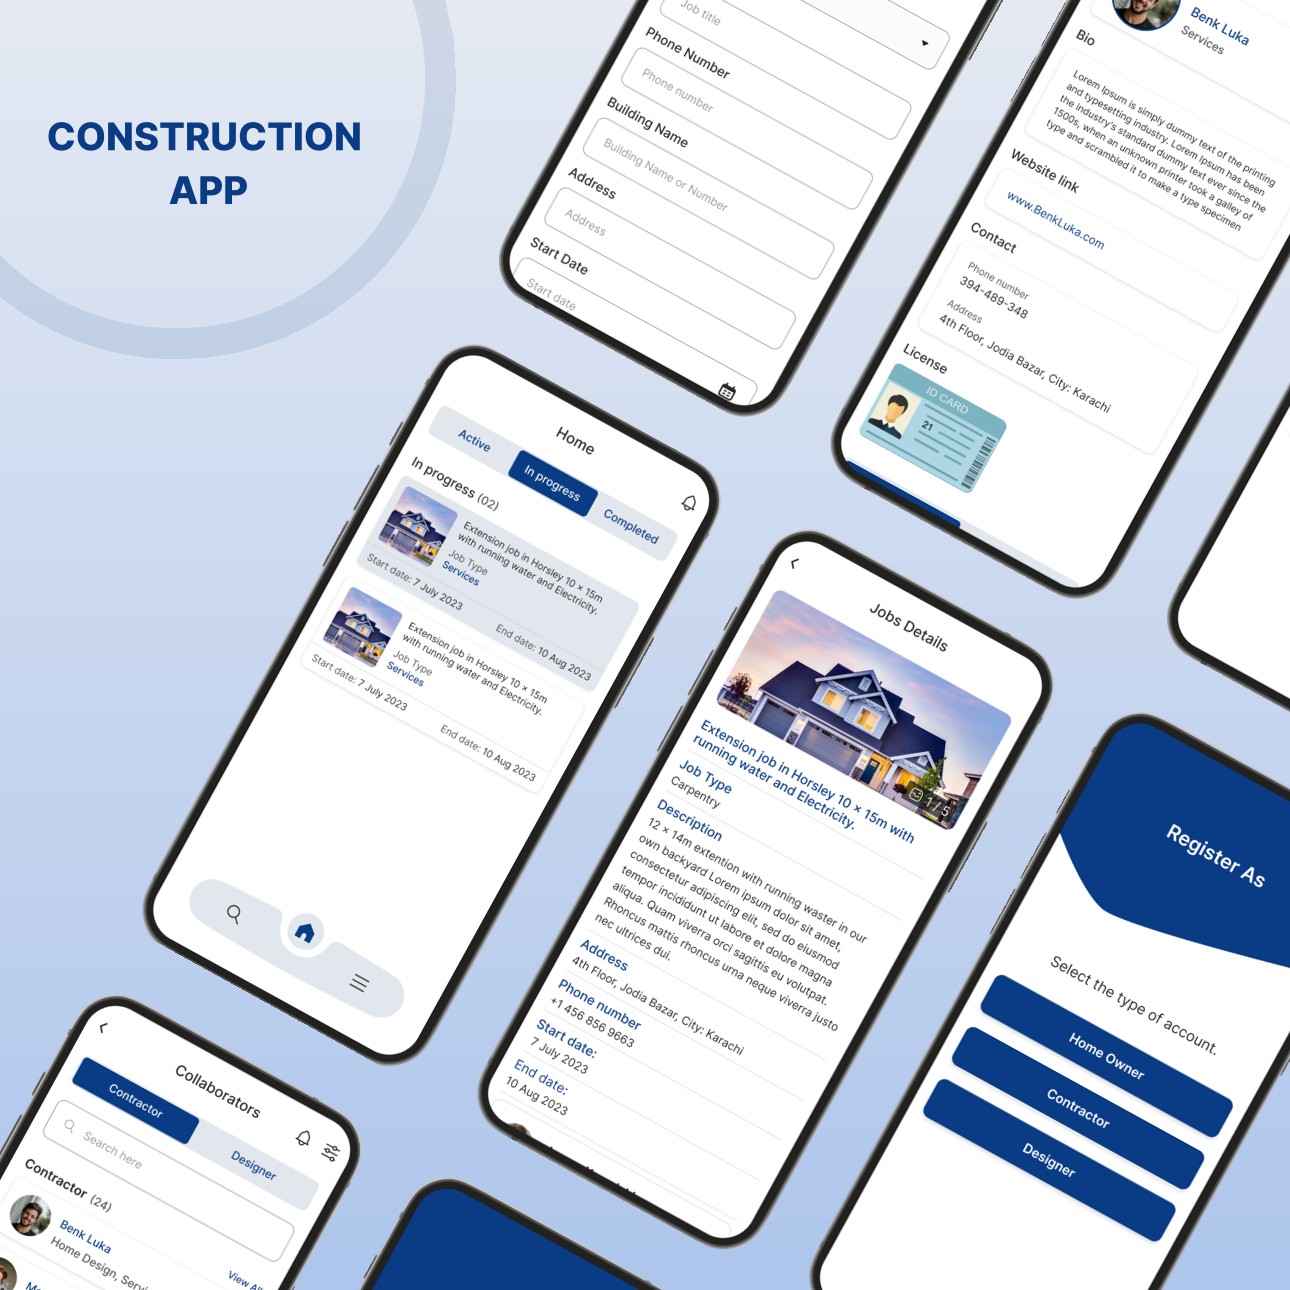 CONSTRUCTION
APP
Job title
Phone Number
Phone number
Building Name
Building Name or Number
Address
Address
Start Date
Start date
Benk Luka
Services
Bio
Lorem Ipsum is simply dummy text of the printing
and typesetting industry. Lorem Ipsum has been
the industry's standard dummy text ever since the
1500s, when an unknown printer took a galley of
type and scrambled it to make a type specimen
Website link
www.BenkLuka.com
Contact
Phone number
394-489-348
Address
4th Floor, Jodia Bazar, City: Karachi
License
ID CARD
21
Home
Active
In progress
Completed
In progress (02)
Extension job in Horsley 10 × 15m
with running water and Electricity.
Job Type
Services
Start date: 7 July 2023
End date: 10 Aug 2023
Extension job in Horsley 10 × 15m
with running water and Electricity.
Job Type
Services
Start date: 7 July 2023
End date: 10 Aug 2023
Jobs Details
1 / 5
Extension job in Horsley 10 × 15m with
running water and Electricity.
Job Type
Carpentry
Description
12 × 14m extention with running waster in our
own backyard Lorem ipsum dolor sit amet,
consectetur adipiscing elit, sed do eiusmod
tempor incididunt ut labore et dolore magna
aliqua. Quam viverra orci sagittis eu volutpat.
Rhoncus mattis rhoncus urna neque viverra justo
nec ultrices dui.
Address
4th Floor, Jodia Bazar, City: Karachi
Phone number
+1 456 856 9663
Start date:
7 July 2023
End date:
10 Aug 2023
Register As
Select the type of account.
Home Owner
Contractor
Designer
Collaborators
Contractor
Designer
Search here
Contractor (24)
Benk Luka
Home Design, Servi
View All